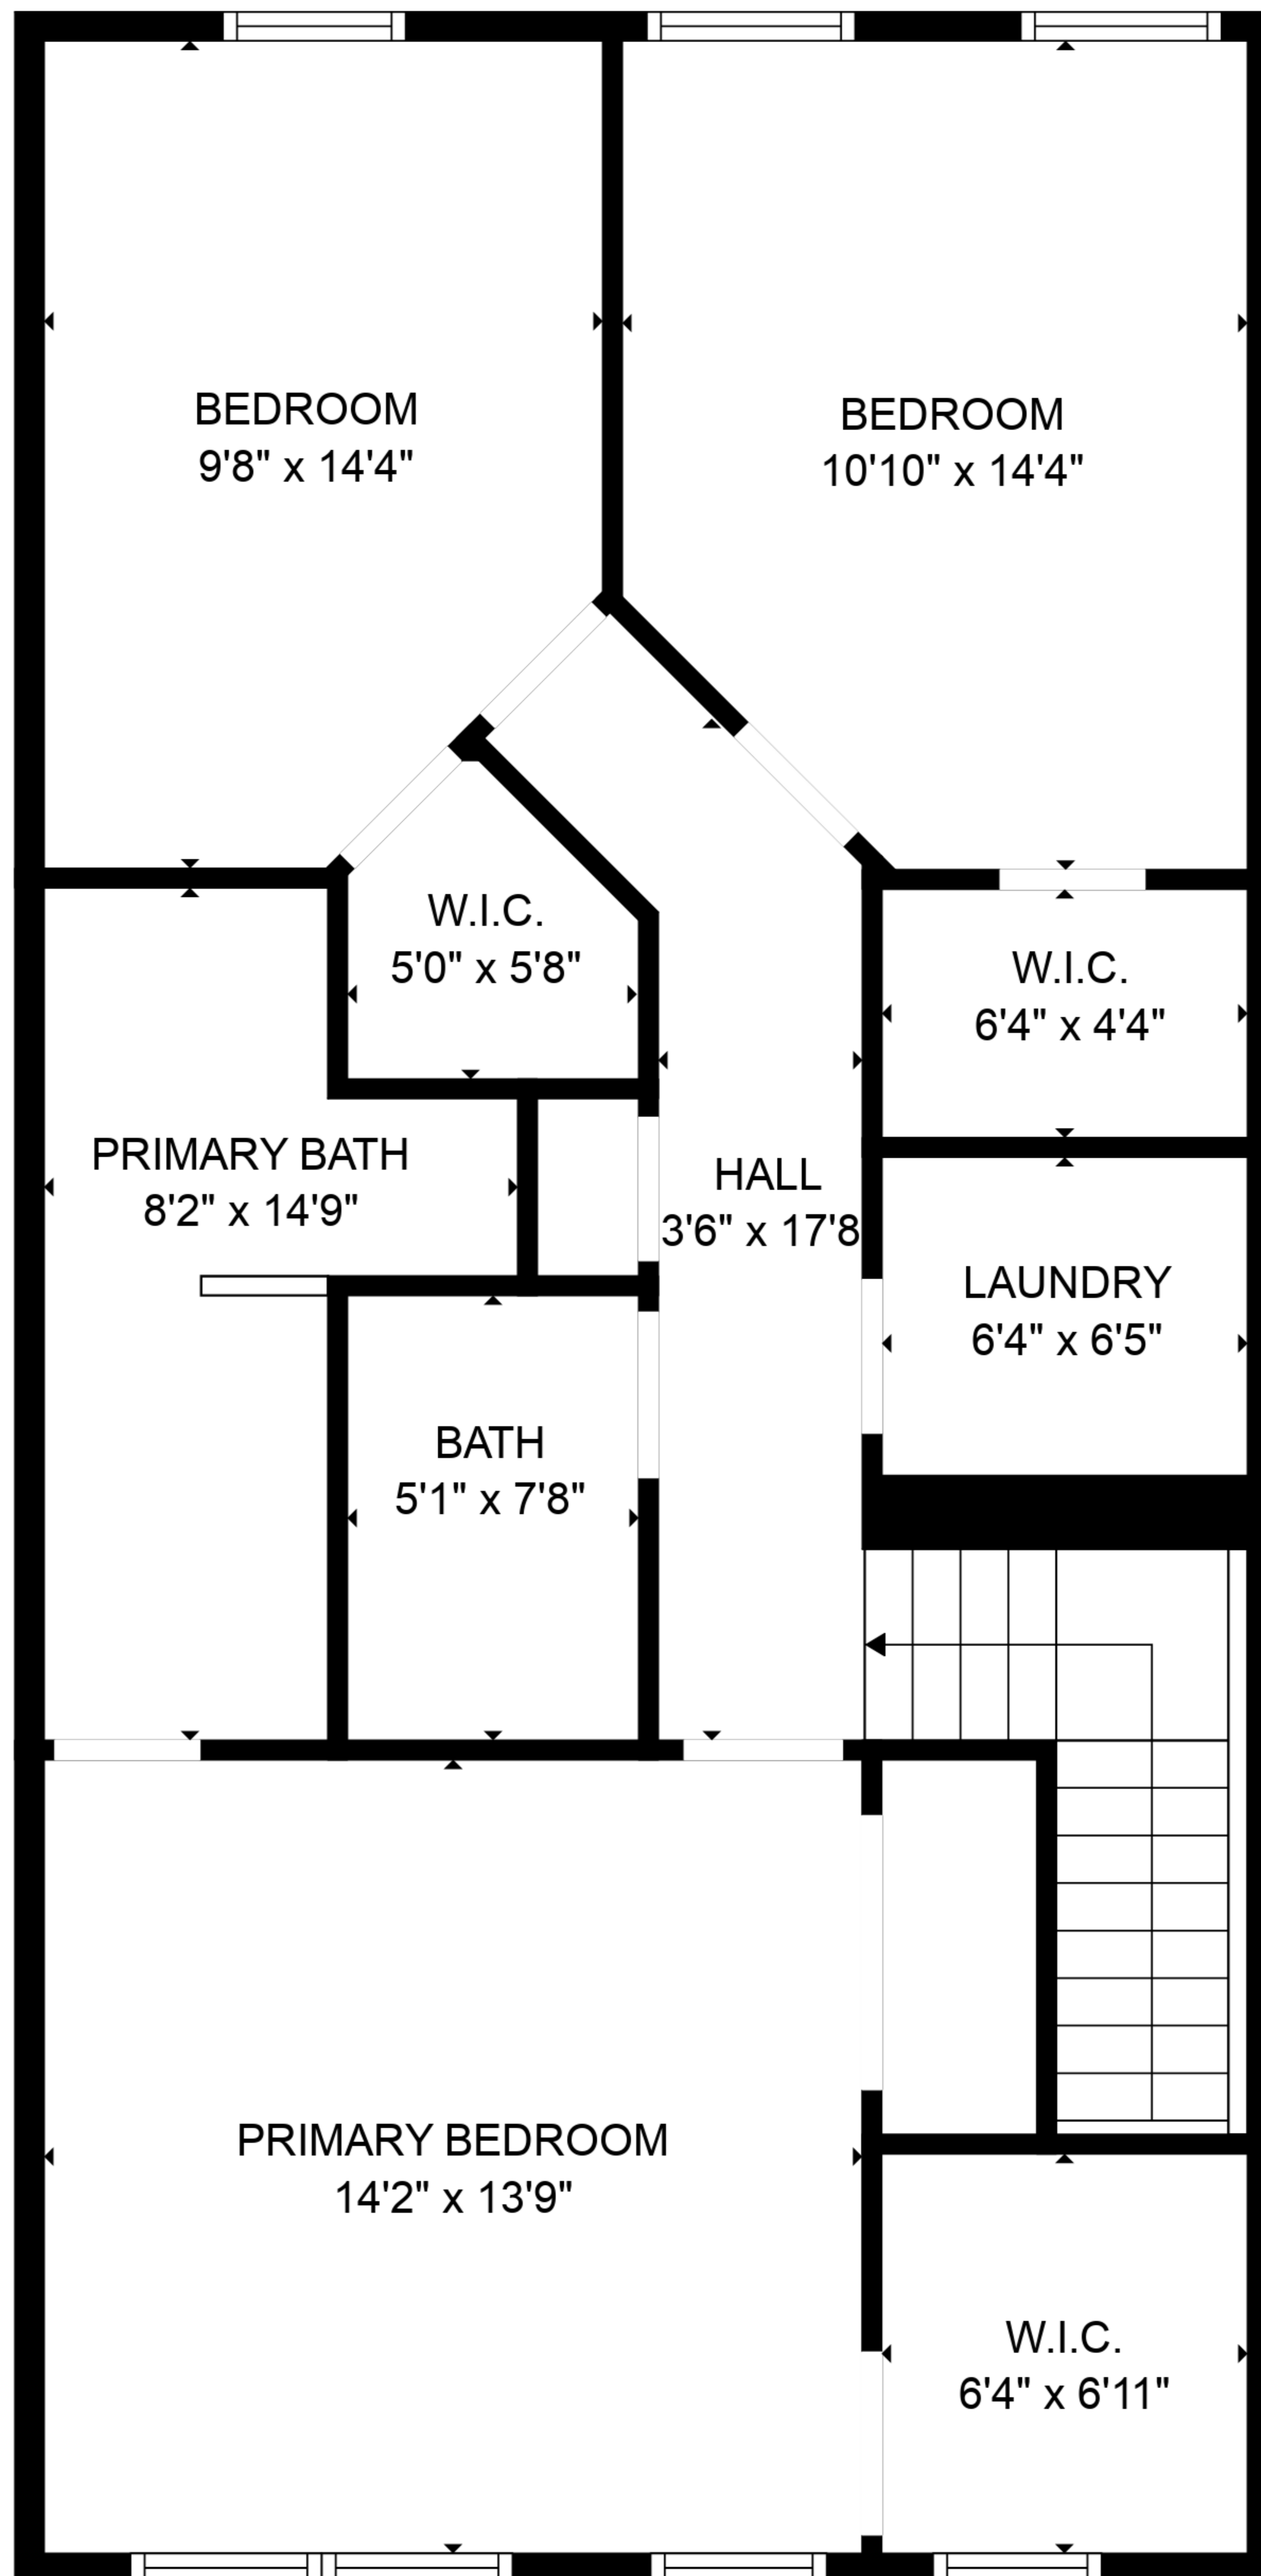 BEDROOM
9'8" x 14'4"
BEDROOM
10'10" x 14'4"
W.I.C.
5'0" x 5'8"
W.I.C.
6'4" x 4'4"
PRIMARY BATH
8'2" x 14'9"
HALL
3'6" x 17'8
LAUNDRY
6'4" x 6'5"
BATH
5'1" x 7'8"
PRIMARY BEDROOM
14'2" x 13'9"
W.I.C.
6'4" x 6'11"